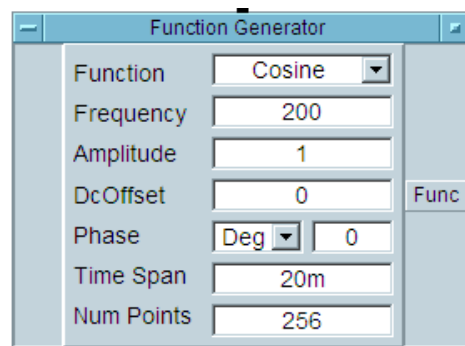 Function Generator
Function Cosine
Frequency 200
Amplitude 1
DcOffset 0 Func
Phase Deg 0
Time Span 20m
Num Points 256